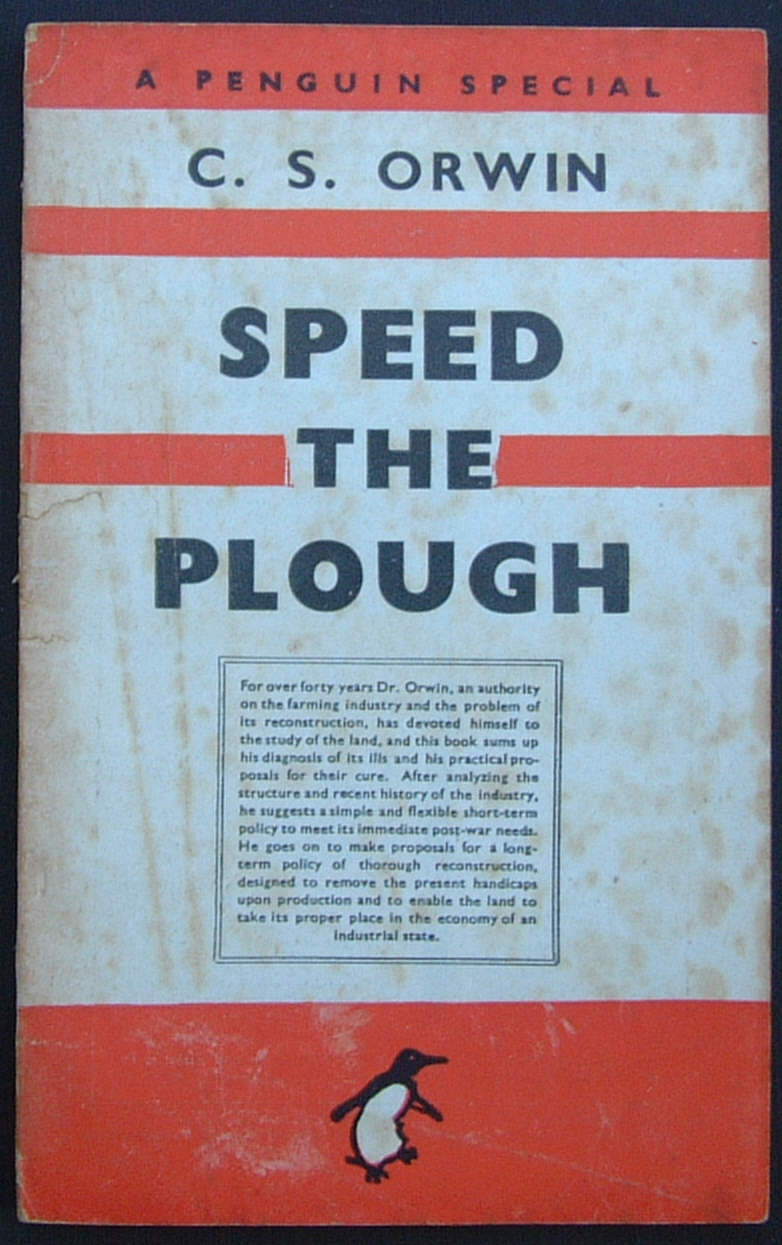 A PENGUIN SPECIAL
C. S. ORWIN
SPEED
THE
PLOUGH
For over forty years Dr. Orwin, an authority
on the farming industry and the problem of
its reconstruction, has devoted himself to
the study of the land, and this book sums up
his diagnosis of its ills and his practical pro-
posals for their cure. After analyzing the
structure and recent history of the industry,
he suggests a simple and flexible short-term
policy to meet its immediate post-war needs.
He goes on to make proposals for a long-
term policy of thorough reconstruction,
designed to remove the present handicaps
upon production and to enable the land to
take its proper place in the economy of an
industrial state.